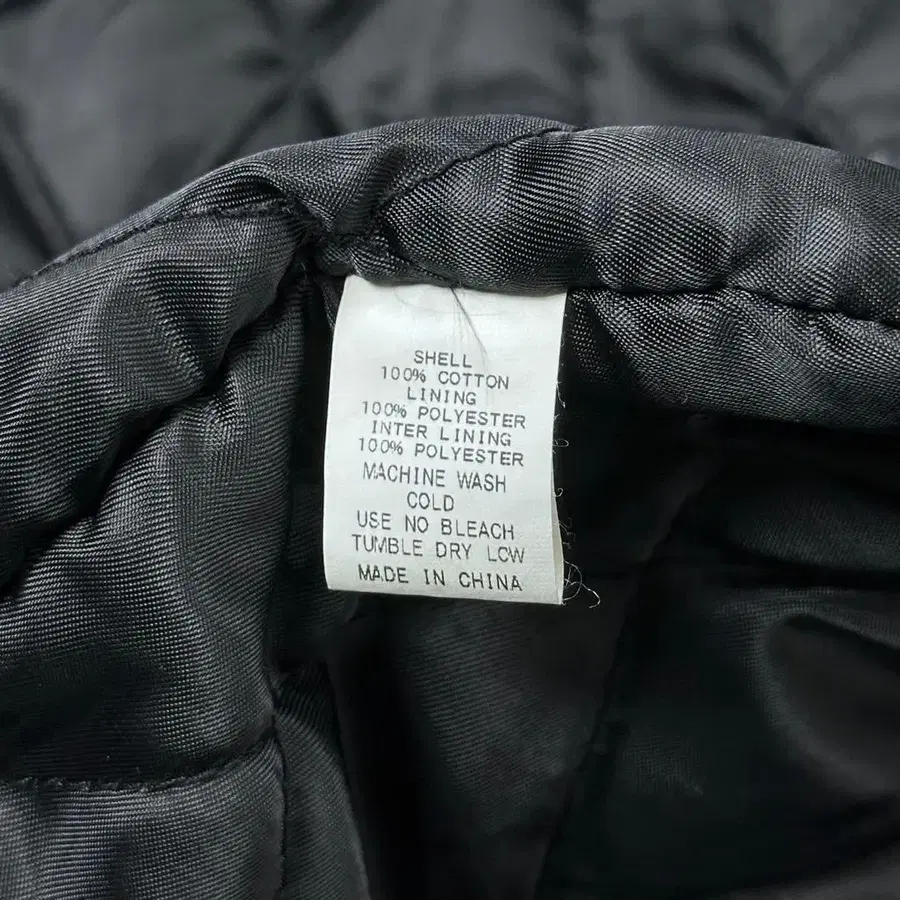 SHELL
100% COTTON
LINING
100% POLYESTER
INTER LINING
100% POLYESTER
MACHINE WASH
COLD
USE NO BLEACH
TUMBLE DRY LOW
MADE IN CHINA